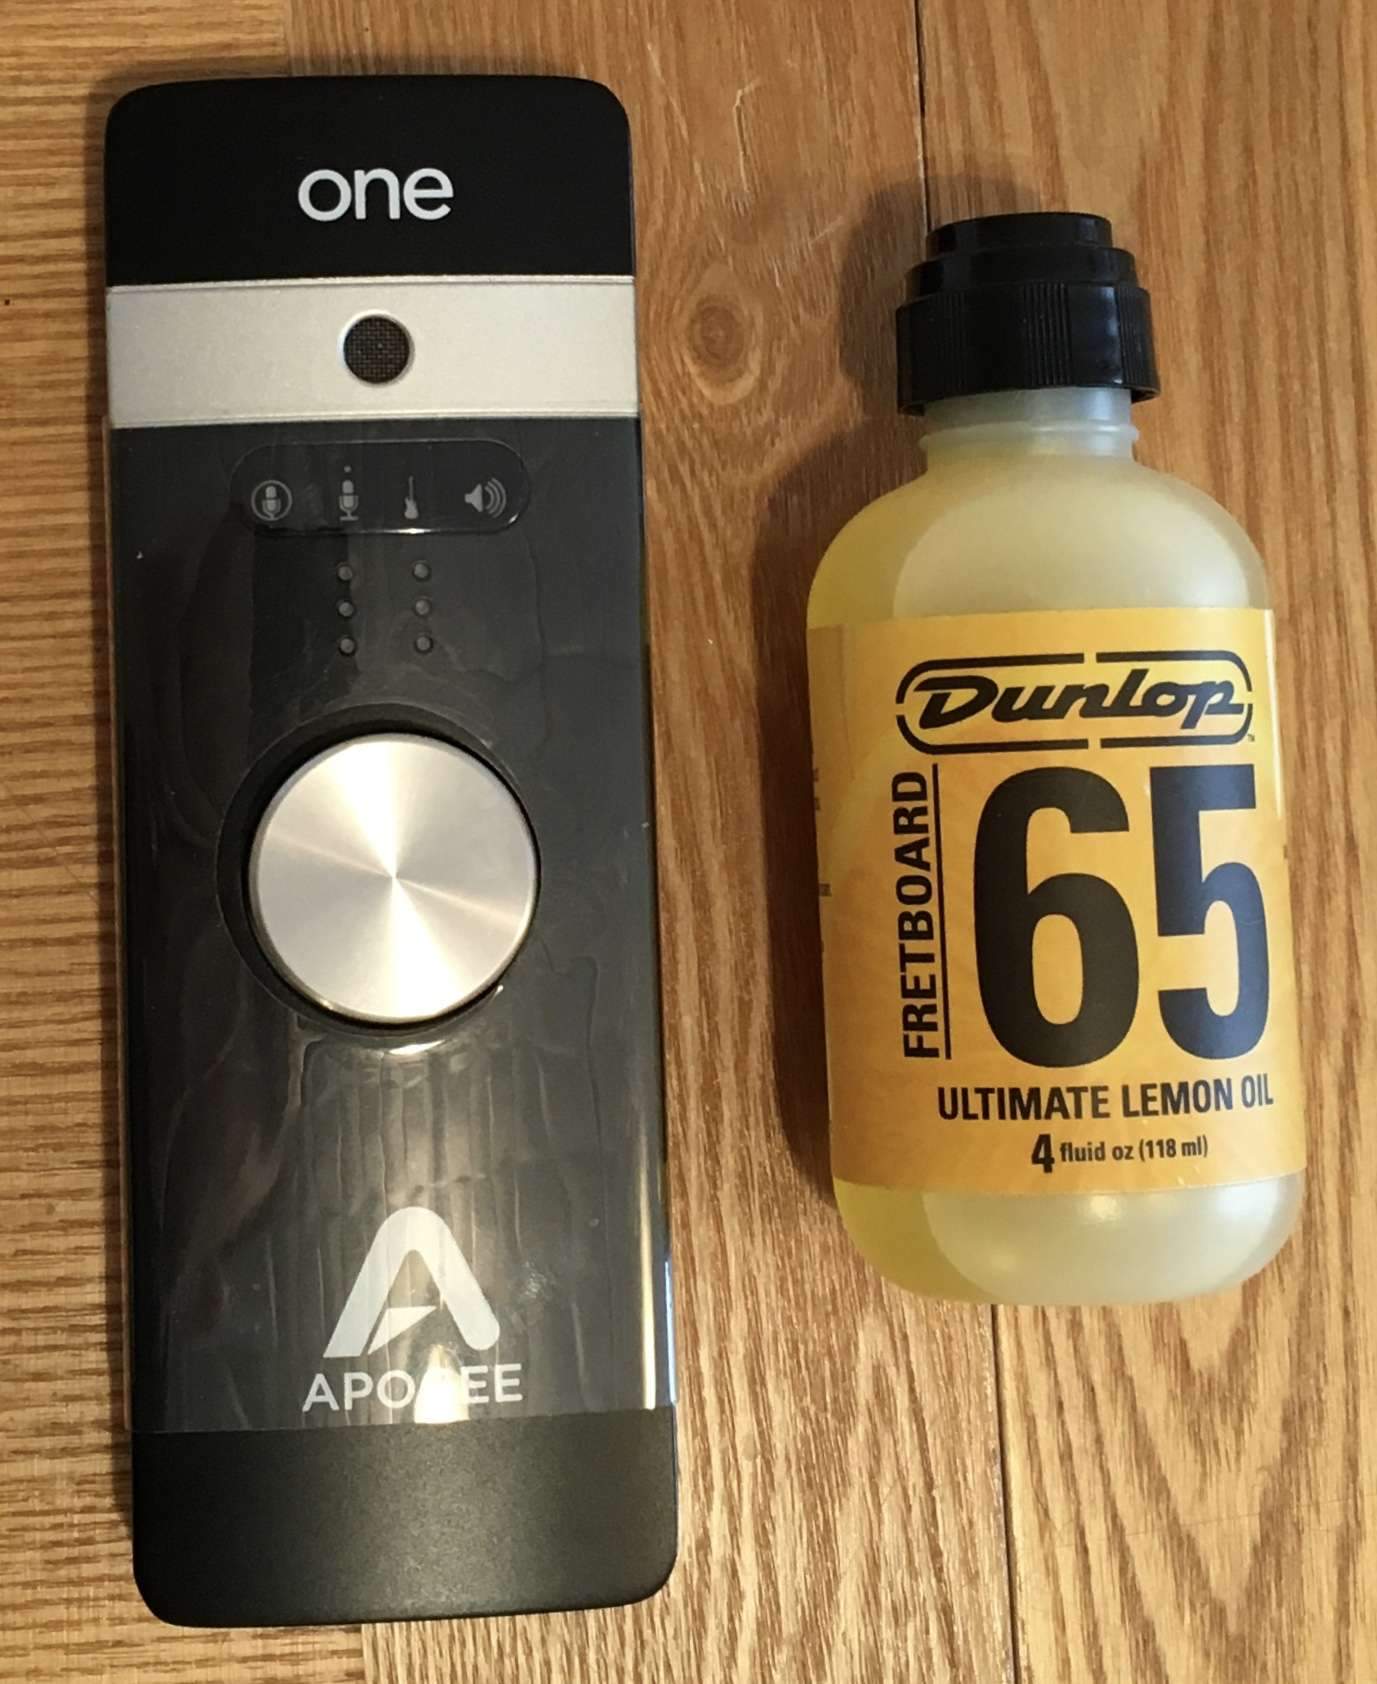 one
APOGEE
Dunlop
FRETBOARD
65
ULTIMATE LEMON OIL
4 fluid oz (118 ml)